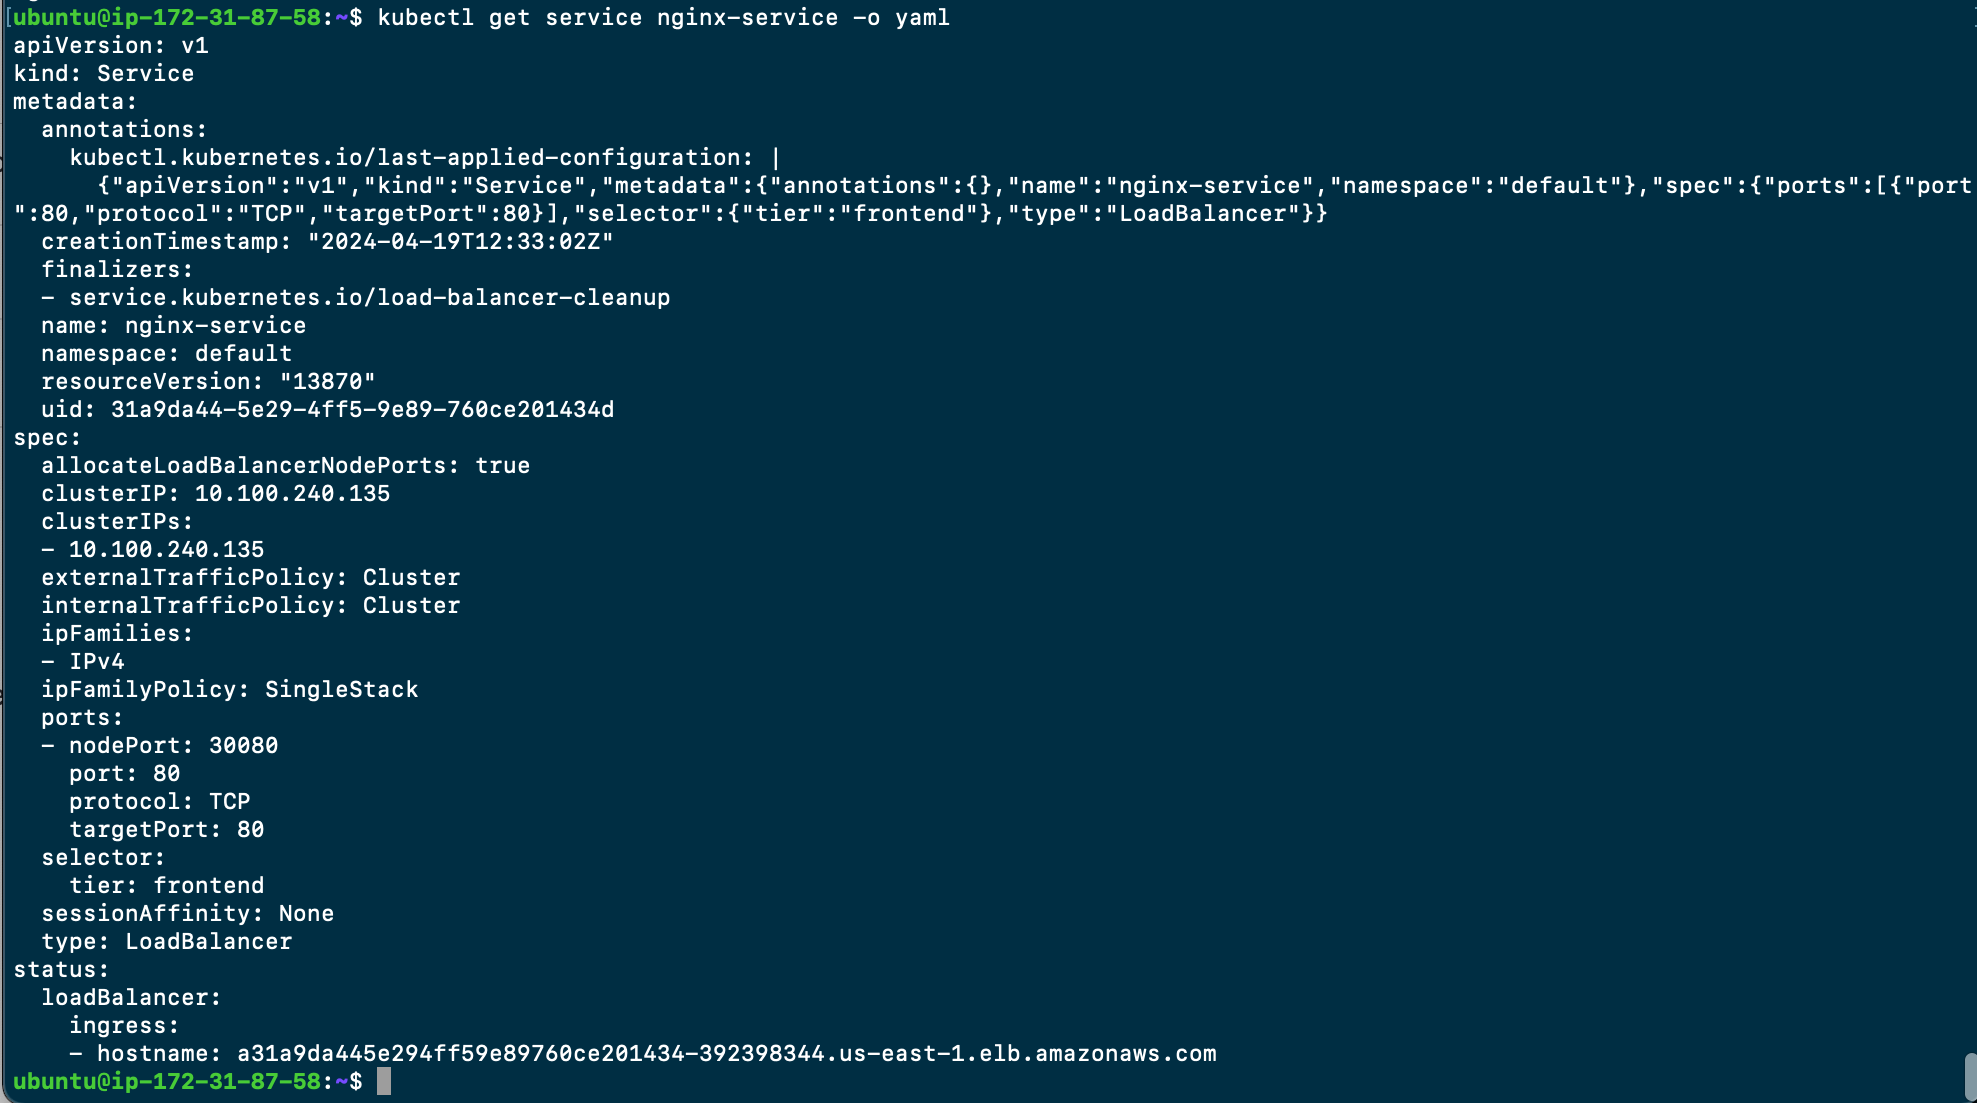 [ubuntu@ip-172-31-87-58:~$ kubectl get service nginx-service -o yaml
apiVersion: v1
kind: Service
metadata:
  annotations:
    kubectl.kubernetes.io/last-applied-configuration: |
      {"apiVersion":"v1","kind":"Service","metadata":{"annotations":{},"name":"nginx-service","namespace":"default"},"spec":{"ports":[{"port
":80,"protocol":"TCP","targetPort":80}],"selector":{"tier":"frontend"},"type":"LoadBalancer"}}
  creationTimestamp: "2024-04-19T12:33:02Z"
  finalizers:
  - service.kubernetes.io/load-balancer-cleanup
  name: nginx-service
  namespace: default
  resourceVersion: "13870"
  uid: 31a9da44-5e29-4ff5-9e89-760ce201434d
spec:
  allocateLoadBalancerNodePorts: true
  clusterIP: 10.100.240.135
  clusterIPs:
  - 10.100.240.135
  externalTrafficPolicy: Cluster
  internalTrafficPolicy: Cluster
  ipFamilies:
  - IPv4
  ipFamilyPolicy: SingleStack
  ports:
  - nodePort: 30080
    port: 80
    protocol: TCP
    targetPort: 80
  selector:
    tier: frontend
  sessionAffinity: None
  type: LoadBalancer
status:
  loadBalancer:
    ingress:
    - hostname: a31a9da445e294ff59e89760ce201434-392398344.us-east-1.elb.amazonaws.com
ubuntu@ip-172-31-87-58:~$